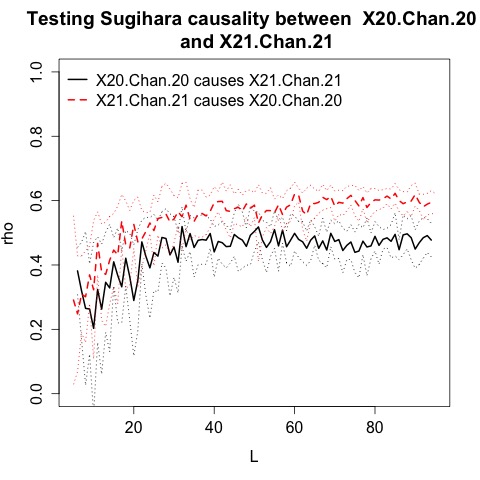 Testing Sugihara causality between  X20.Chan.20
and X21.Chan.21
X20.Chan.20 causes X21.Chan.21
X21.Chan.21 causes X20.Chan.20
1.0
0.8
0.6
0.4
0.2
0.0
rho
20 40 60 80
L